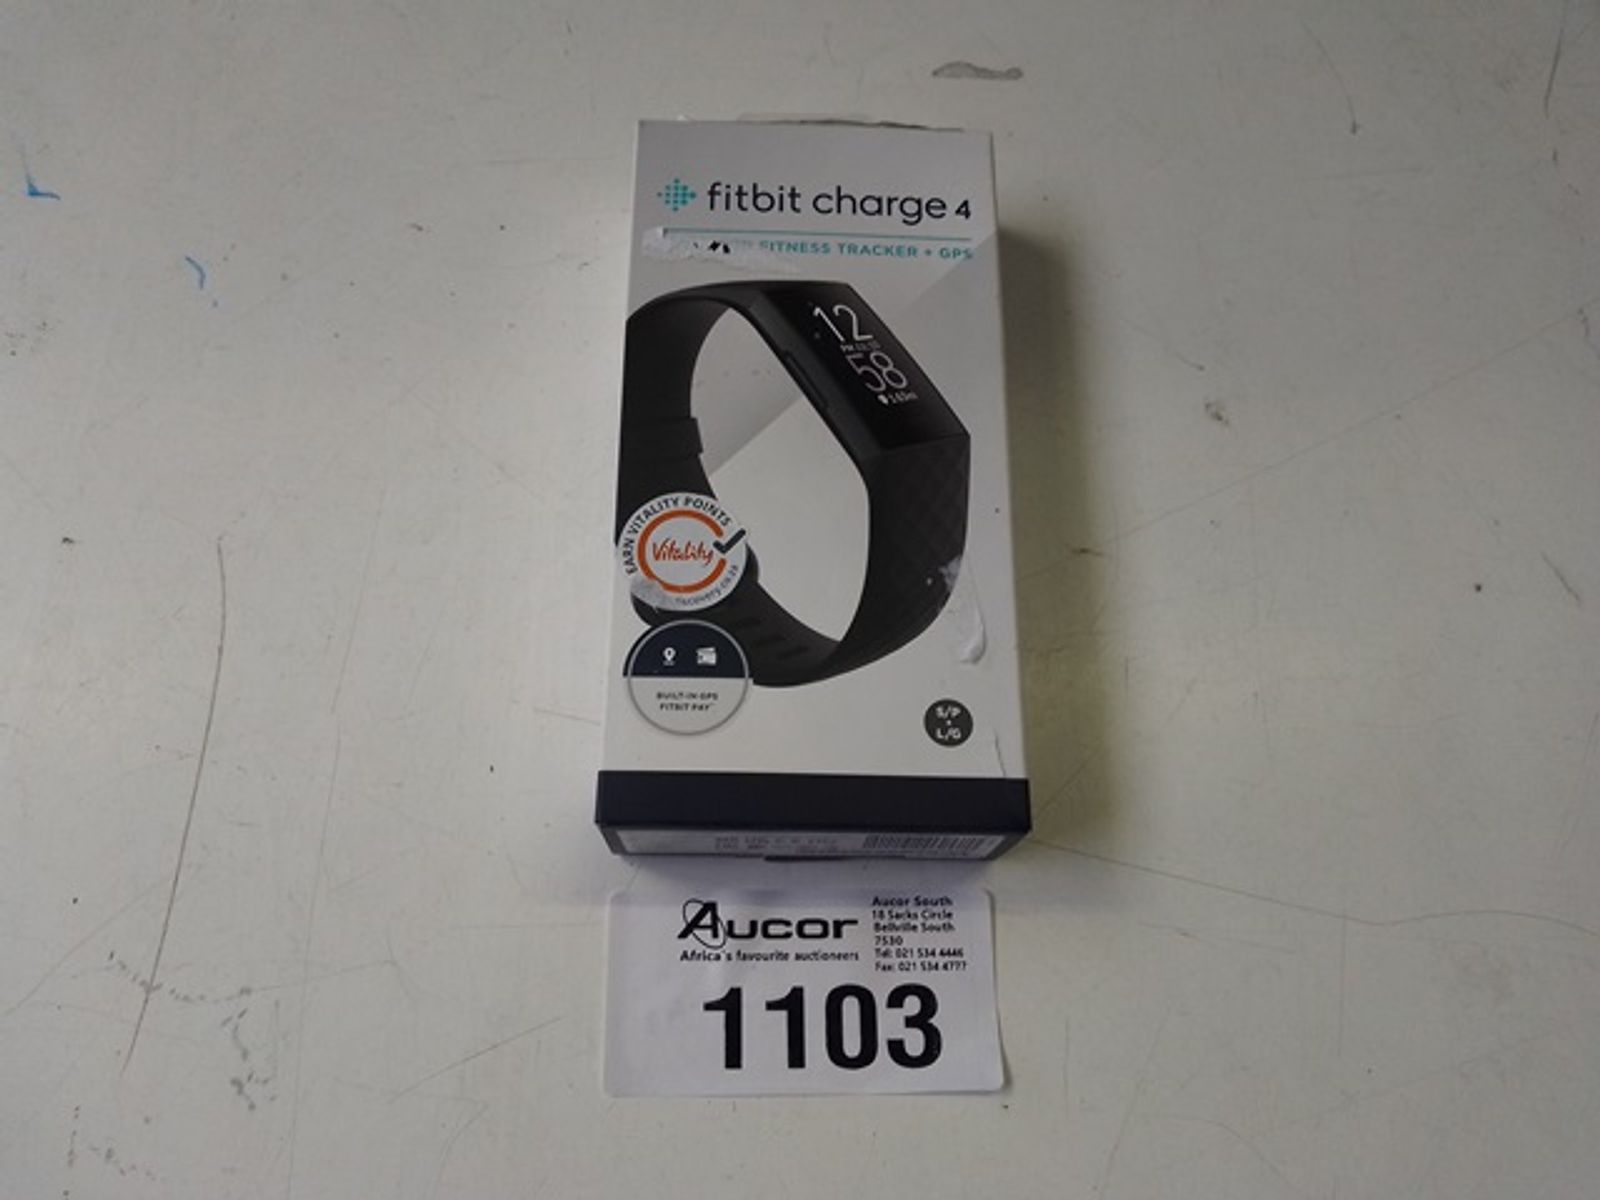 fitbit charge 4
FITNESS TRACKER + GPS
12
58
EARN VITALITY POINTS
Vitality
BUILT-IN GPS
FITBIT PAY™
S/P
+
L/G
Aucor
Africa's favourite auctioneers
Aucor South
18 Sacks Circle
Bellville South
7530
Tel: 021 534 4446
Fax: 021 534 4777
1103